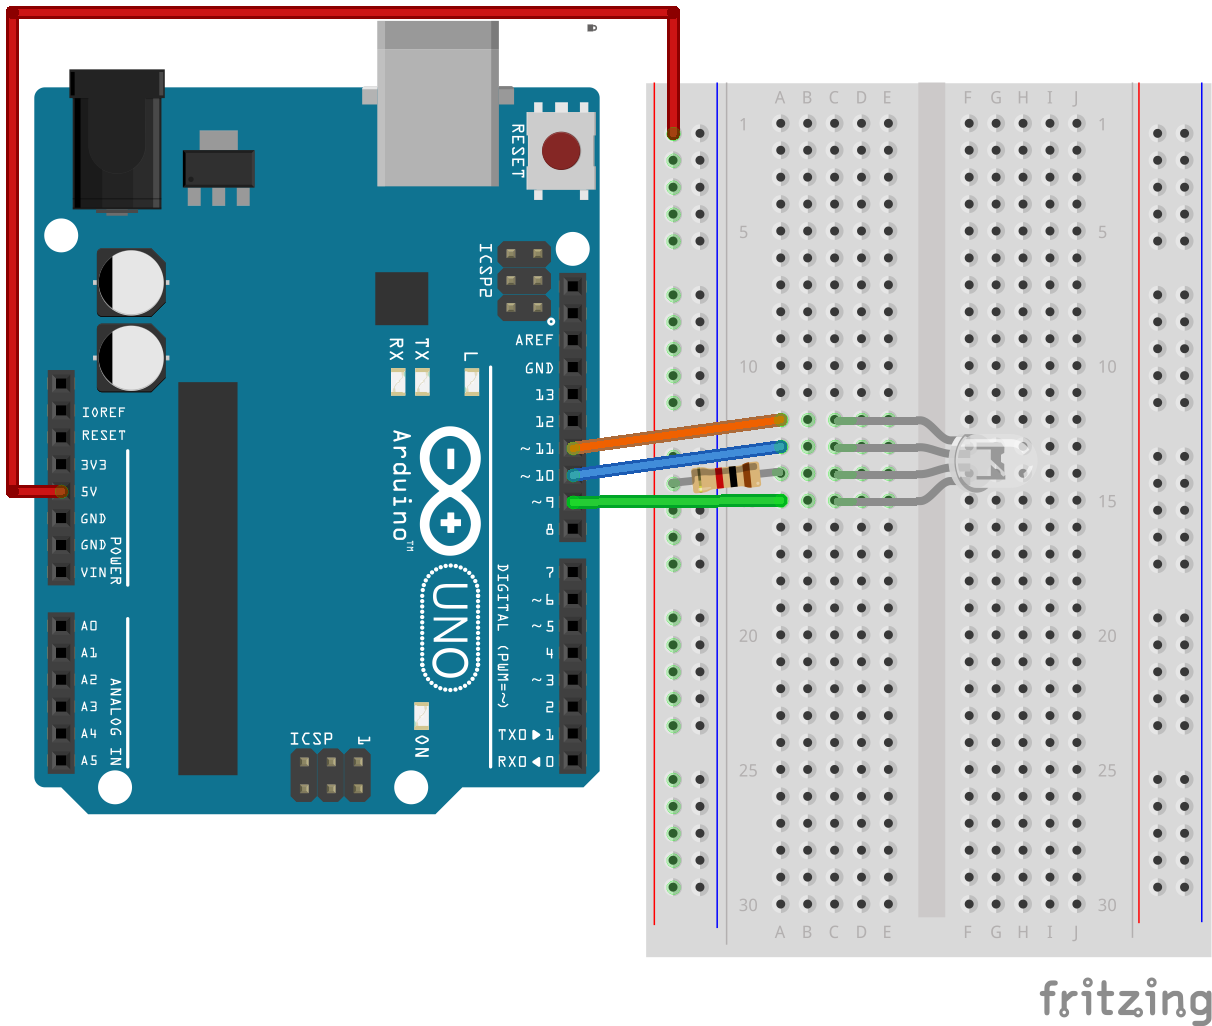 RESET
ICSP2
AREF
GND
13
12
~ 11
~ 10
~ 9
8
RX
TX
L
IOREF
RESET
3V3
5V
GND
GND
VIN
POWER
Arduino™
UNO
DIGITAL (PWM=~)
7
~ 6
~ 5
4
~ 3
2
TX0 ▶ 1
RX0 ◀ 0
A0
A1
A2
A3
A4
A5
ANALOG IN
ICSP
1
ON
A B C D E F G H I J
1 1
5 5
10 10
15
20 20
25 25
30 30
A B C D E F G H I J
fritzing